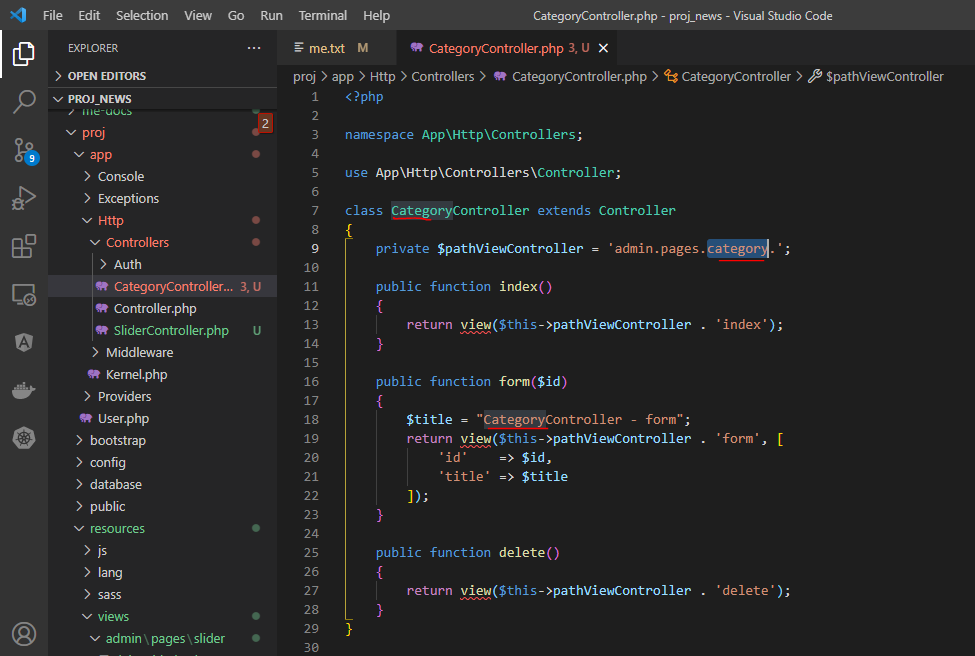 File Edit Selection View Go Run Terminal Help CategoryController.php - proj_news - Visual Studio Code
EXPLORER ···
OPEN EDITORS
PROJ_NEWS
me-docs
2
proj
app
Console
Exceptions
Http
Controllers
Auth
CategoryController... 3, U
Controller.php
SliderController.php U
Middleware
Kernel.php
Providers
User.php
bootstrap
config
database
public
resources
js
lang
sass
views
admin\pages\slider
9
me.txt M CategoryController.php 3, U
proj > app > Http > Controllers > CategoryController.php > CategoryController > $pathViewController
1 <?php
2
3 namespace App\Http\Controllers;
4
5 use App\Http\Controllers\Controller;
6
7 class CategoryController extends Controller
8 {
9 private $pathViewController = 'admin.pages.category.';
10
11 public function index()
12 {
13 return view($this->pathViewController . 'index');
14 }
15
16 public function form($id)
17 {
18 $title = "CategoryController - form";
19 return view($this->pathViewController . 'form', [
20 'id' => $id,
21 'title' => $title
22 ]);
23 }
24
25 public function delete()
26 {
27 return view($this->pathViewController . 'delete');
28 }
29 }
30